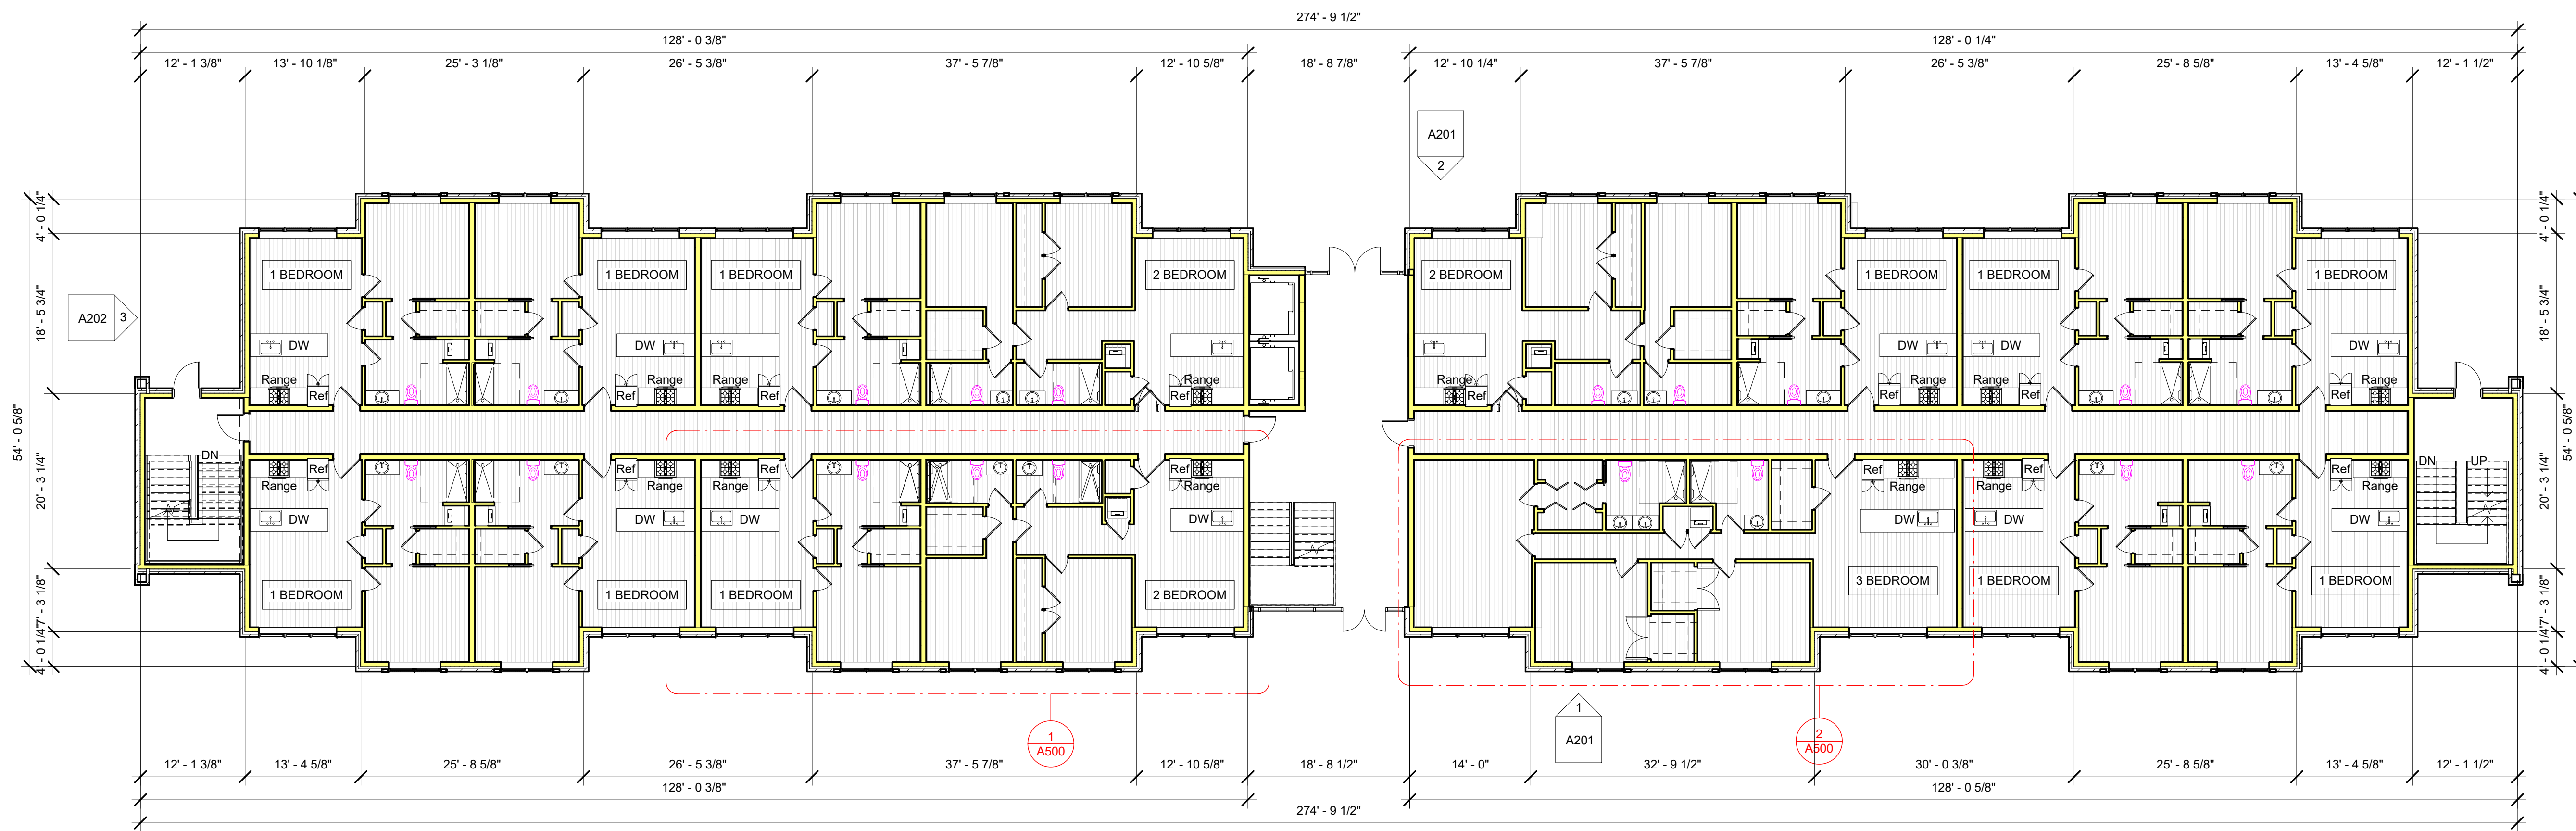 274' - 9 1/2"
128' - 0 3/8" 128' - 0 1/4"
12' - 1 3/8" 13' - 10 1/8" 25' - 3 1/8" 26' - 5 3/8" 37' - 5 7/8" 12' - 10 5/8" 18' - 8 7/8" 12' - 10 1/4" 37' - 5 7/8" 26' - 5 3/8" 25' - 8 5/8" 13' - 4 5/8" 12' - 1 1/2"
A201
2
4' - 0 1/4" 4' - 0 1/4"
1 BEDROOM 1 BEDROOM 1 BEDROOM 2 BEDROOM 2 BEDROOM 1 BEDROOM 1 BEDROOM 1 BEDROOM
A202 3
18' - 5 3/4" 18' - 5 3/4"
DW DW DW DW DW
Range Range Range Range Range Range Range
Ref Ref Ref Ref Ref Ref Ref Ref
54' - 0 5/8" 54' - 0 5/8"
DN DN UP
Ref Ref Ref Ref Ref Ref Ref
Range Range Range Range Range Range Range
20' - 3 1/4" 20' - 3 1/4"
DW DW DW DW DW DW DW
7' - 3 1/8" 7' - 3 1/8"
1 BEDROOM 1 BEDROOM 1 BEDROOM 2 BEDROOM 3 BEDROOM 1 BEDROOM 1 BEDROOM
4' - 0 1/4" 4' - 0 1/4"
1
A500
1
A201
2
A500
12' - 1 3/8" 13' - 4 5/8" 25' - 8 5/8" 26' - 5 3/8" 37' - 5 7/8" 12' - 10 5/8" 18' - 8 1/2" 14' - 0" 32' - 9 1/2" 30' - 0 3/8" 25' - 8 5/8" 13' - 4 5/8" 12' - 1 1/2"
128' - 0 3/8" 128' - 0 5/8"
274' - 9 1/2"